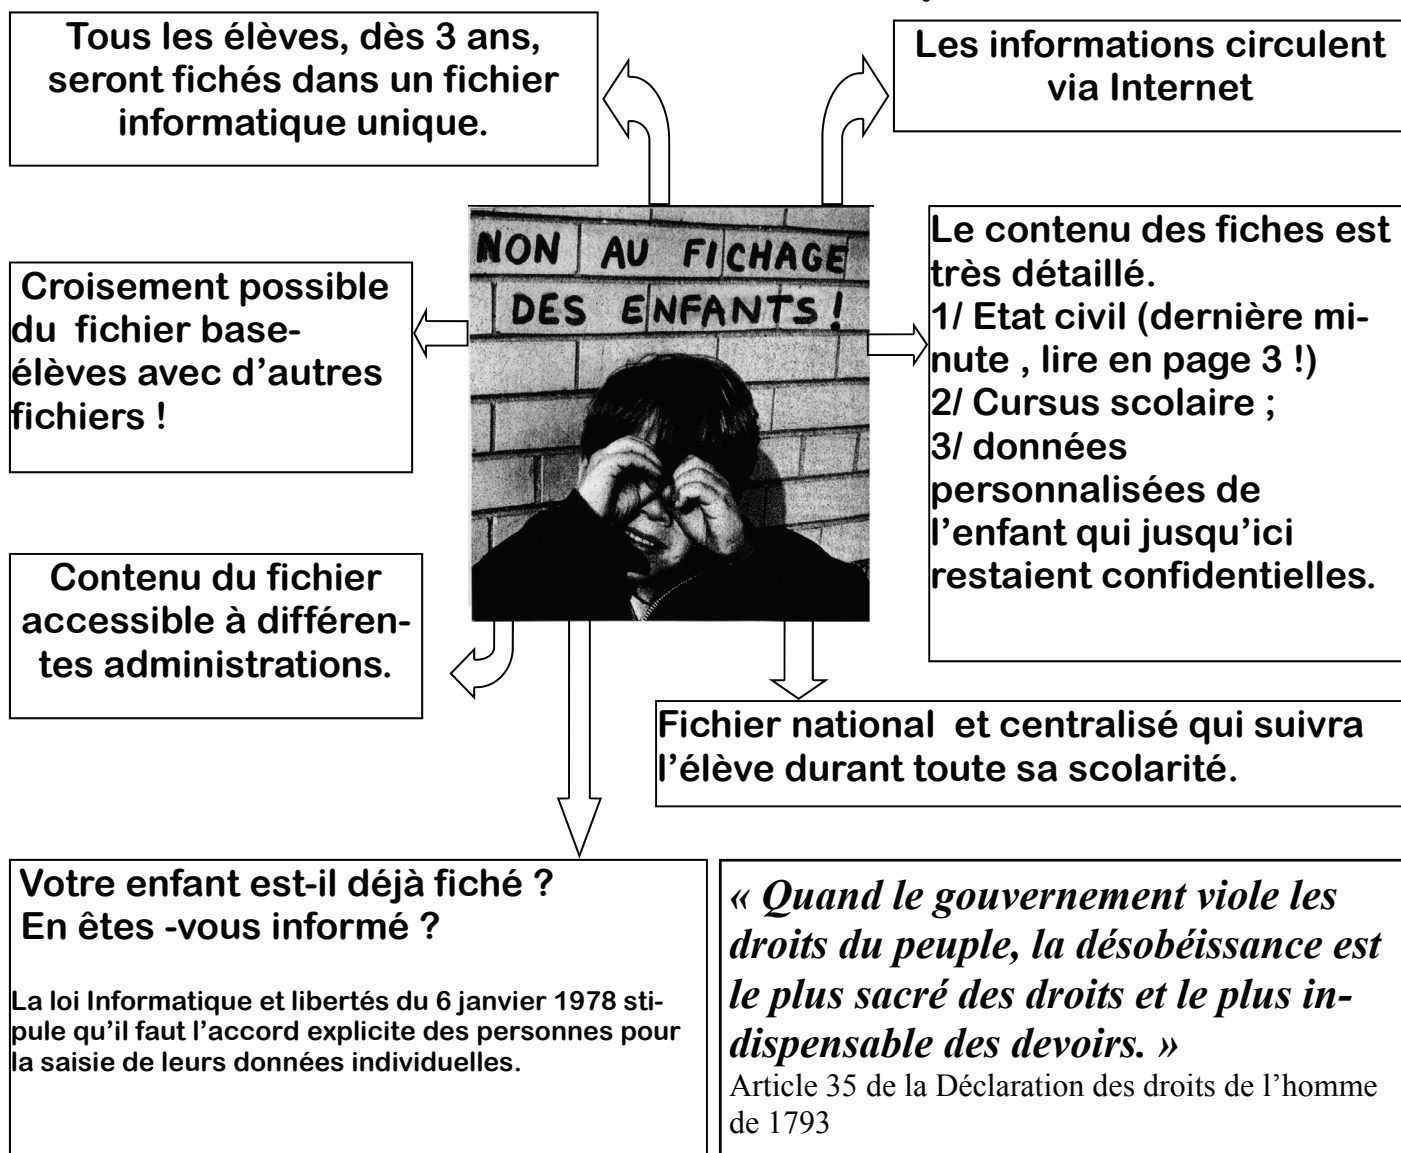 Tous les élèves, dès 3 ans,
seront fichés dans un fichier
informatique unique.
Les informations circulent
via Internet
NON AU FICHAGE
DES ENFANTS !
Croisement possible
du fichier base-
élèves avec d’autres
fichiers !
Le contenu des fiches est
très détaillé.
1/ Etat civil (dernière mi-
nute , lire en page 3 !)
2/ Cursus scolaire ;
3/ données
personnalisées de
l’enfant qui jusqu’ici
restaient confidentielles.
Contenu du fichier
accessible à différen-
tes administrations.
Fichier national et centralisé qui suivra
l’élève durant toute sa scolarité.
Votre enfant est-il déjà fiché ?
En êtes -vous informé ?
La loi Informatique et libertés du 6 janvier 1978 sti-
pule qu’il faut l’accord explicite des personnes pour
la saisie de leurs données individuelles.
« Quand le gouvernement viole les
droits du peuple, la désobéissance est
le plus sacré des droits et le plus in-
dispensable des devoirs. »
Article 35 de la Déclaration des droits de l’homme
de 1793